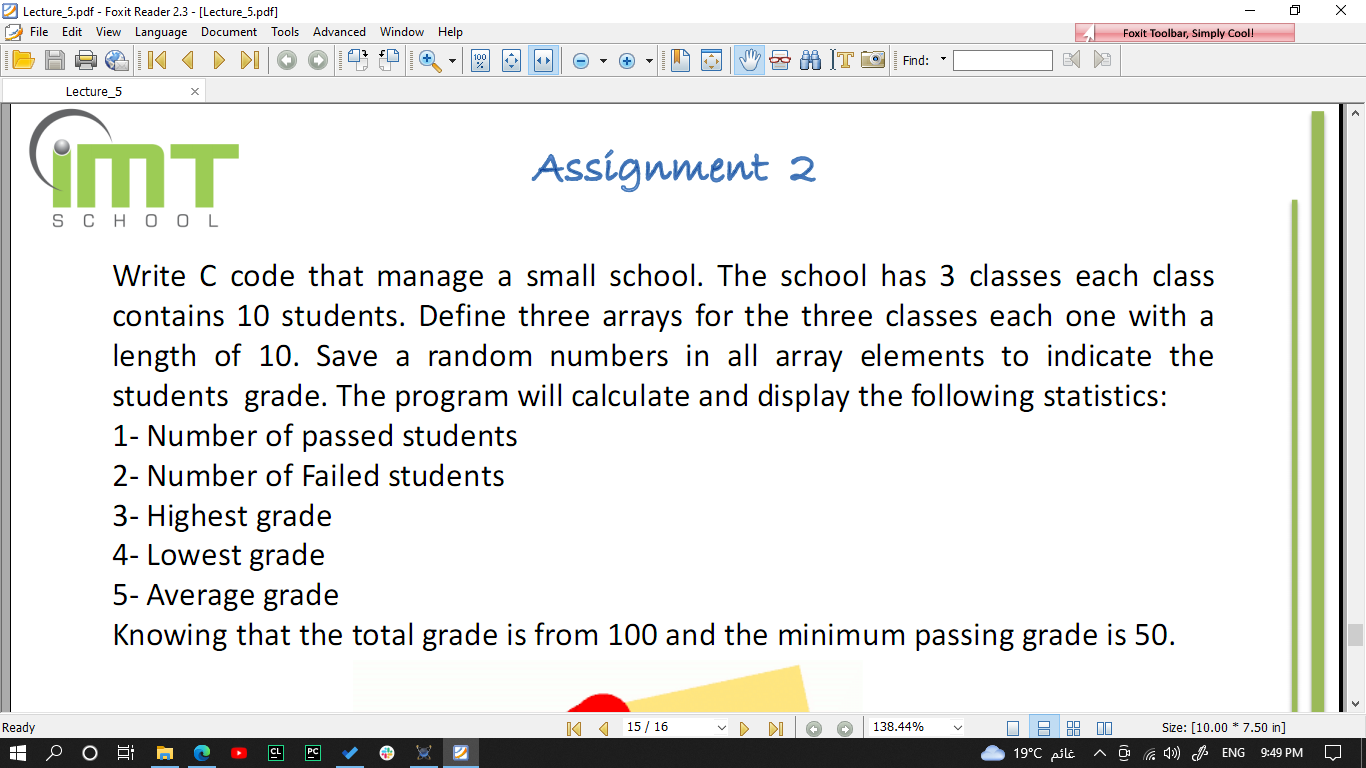 Lecture_5.pdf - Foxit Reader 2.3 - [Lecture_5.pdf]
File Edit View Language Document Tools Advanced Window Help
Foxit Toolbar, Simply Cool!
100 %
Find:
Lecture_5
iMT
SCHOOL
Assignment 2
Write C code that manage a small school. The school has 3 classes each class
contains 10 students. Define three arrays for the three classes each one with a
length of 10. Save a random numbers in all array elements to indicate the
students grade. The program will calculate and display the following statistics:
1- Number of passed students
2- Number of Failed students
3- Highest grade
4- Lowest grade
5- Average grade
Knowing that the total grade is from 100 and the minimum passing grade is 50.
Ready
15 / 16
138.44%
Size: [10.00 * 7.50 in]
CL
PC
19°C غائم
ENG
9:49 PM